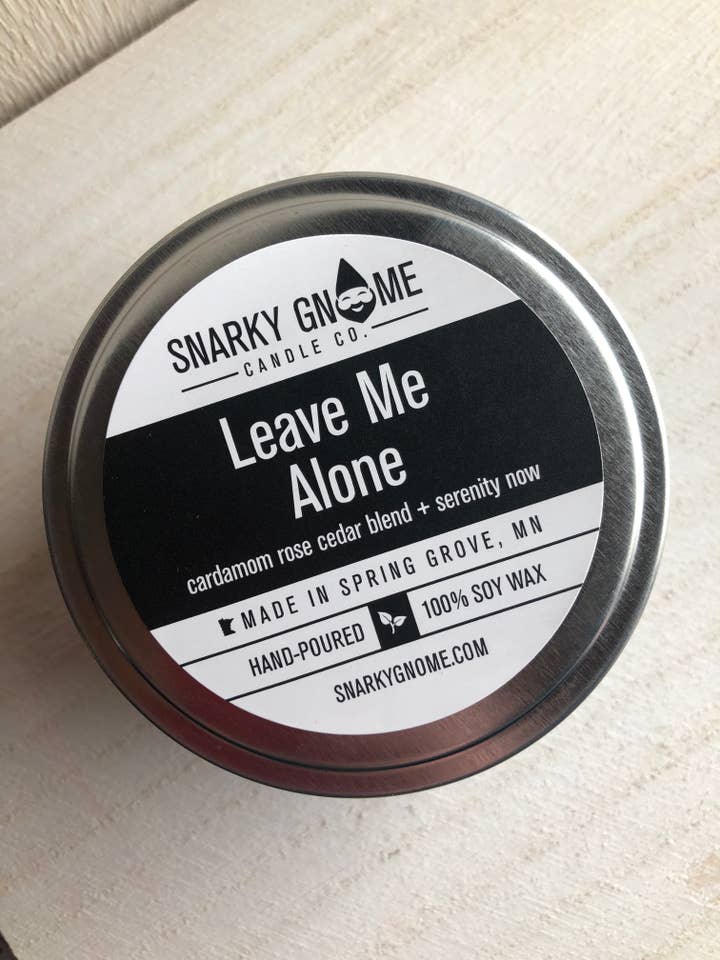 SNARKY GNOME
CANDLE CO.
Leave Me
Alone
cardamom rose cedar blend + serenity now
MADE IN SPRING GROVE, MN
HAND-POURED 100% SOY WAX
SNARKYGNOME.COM